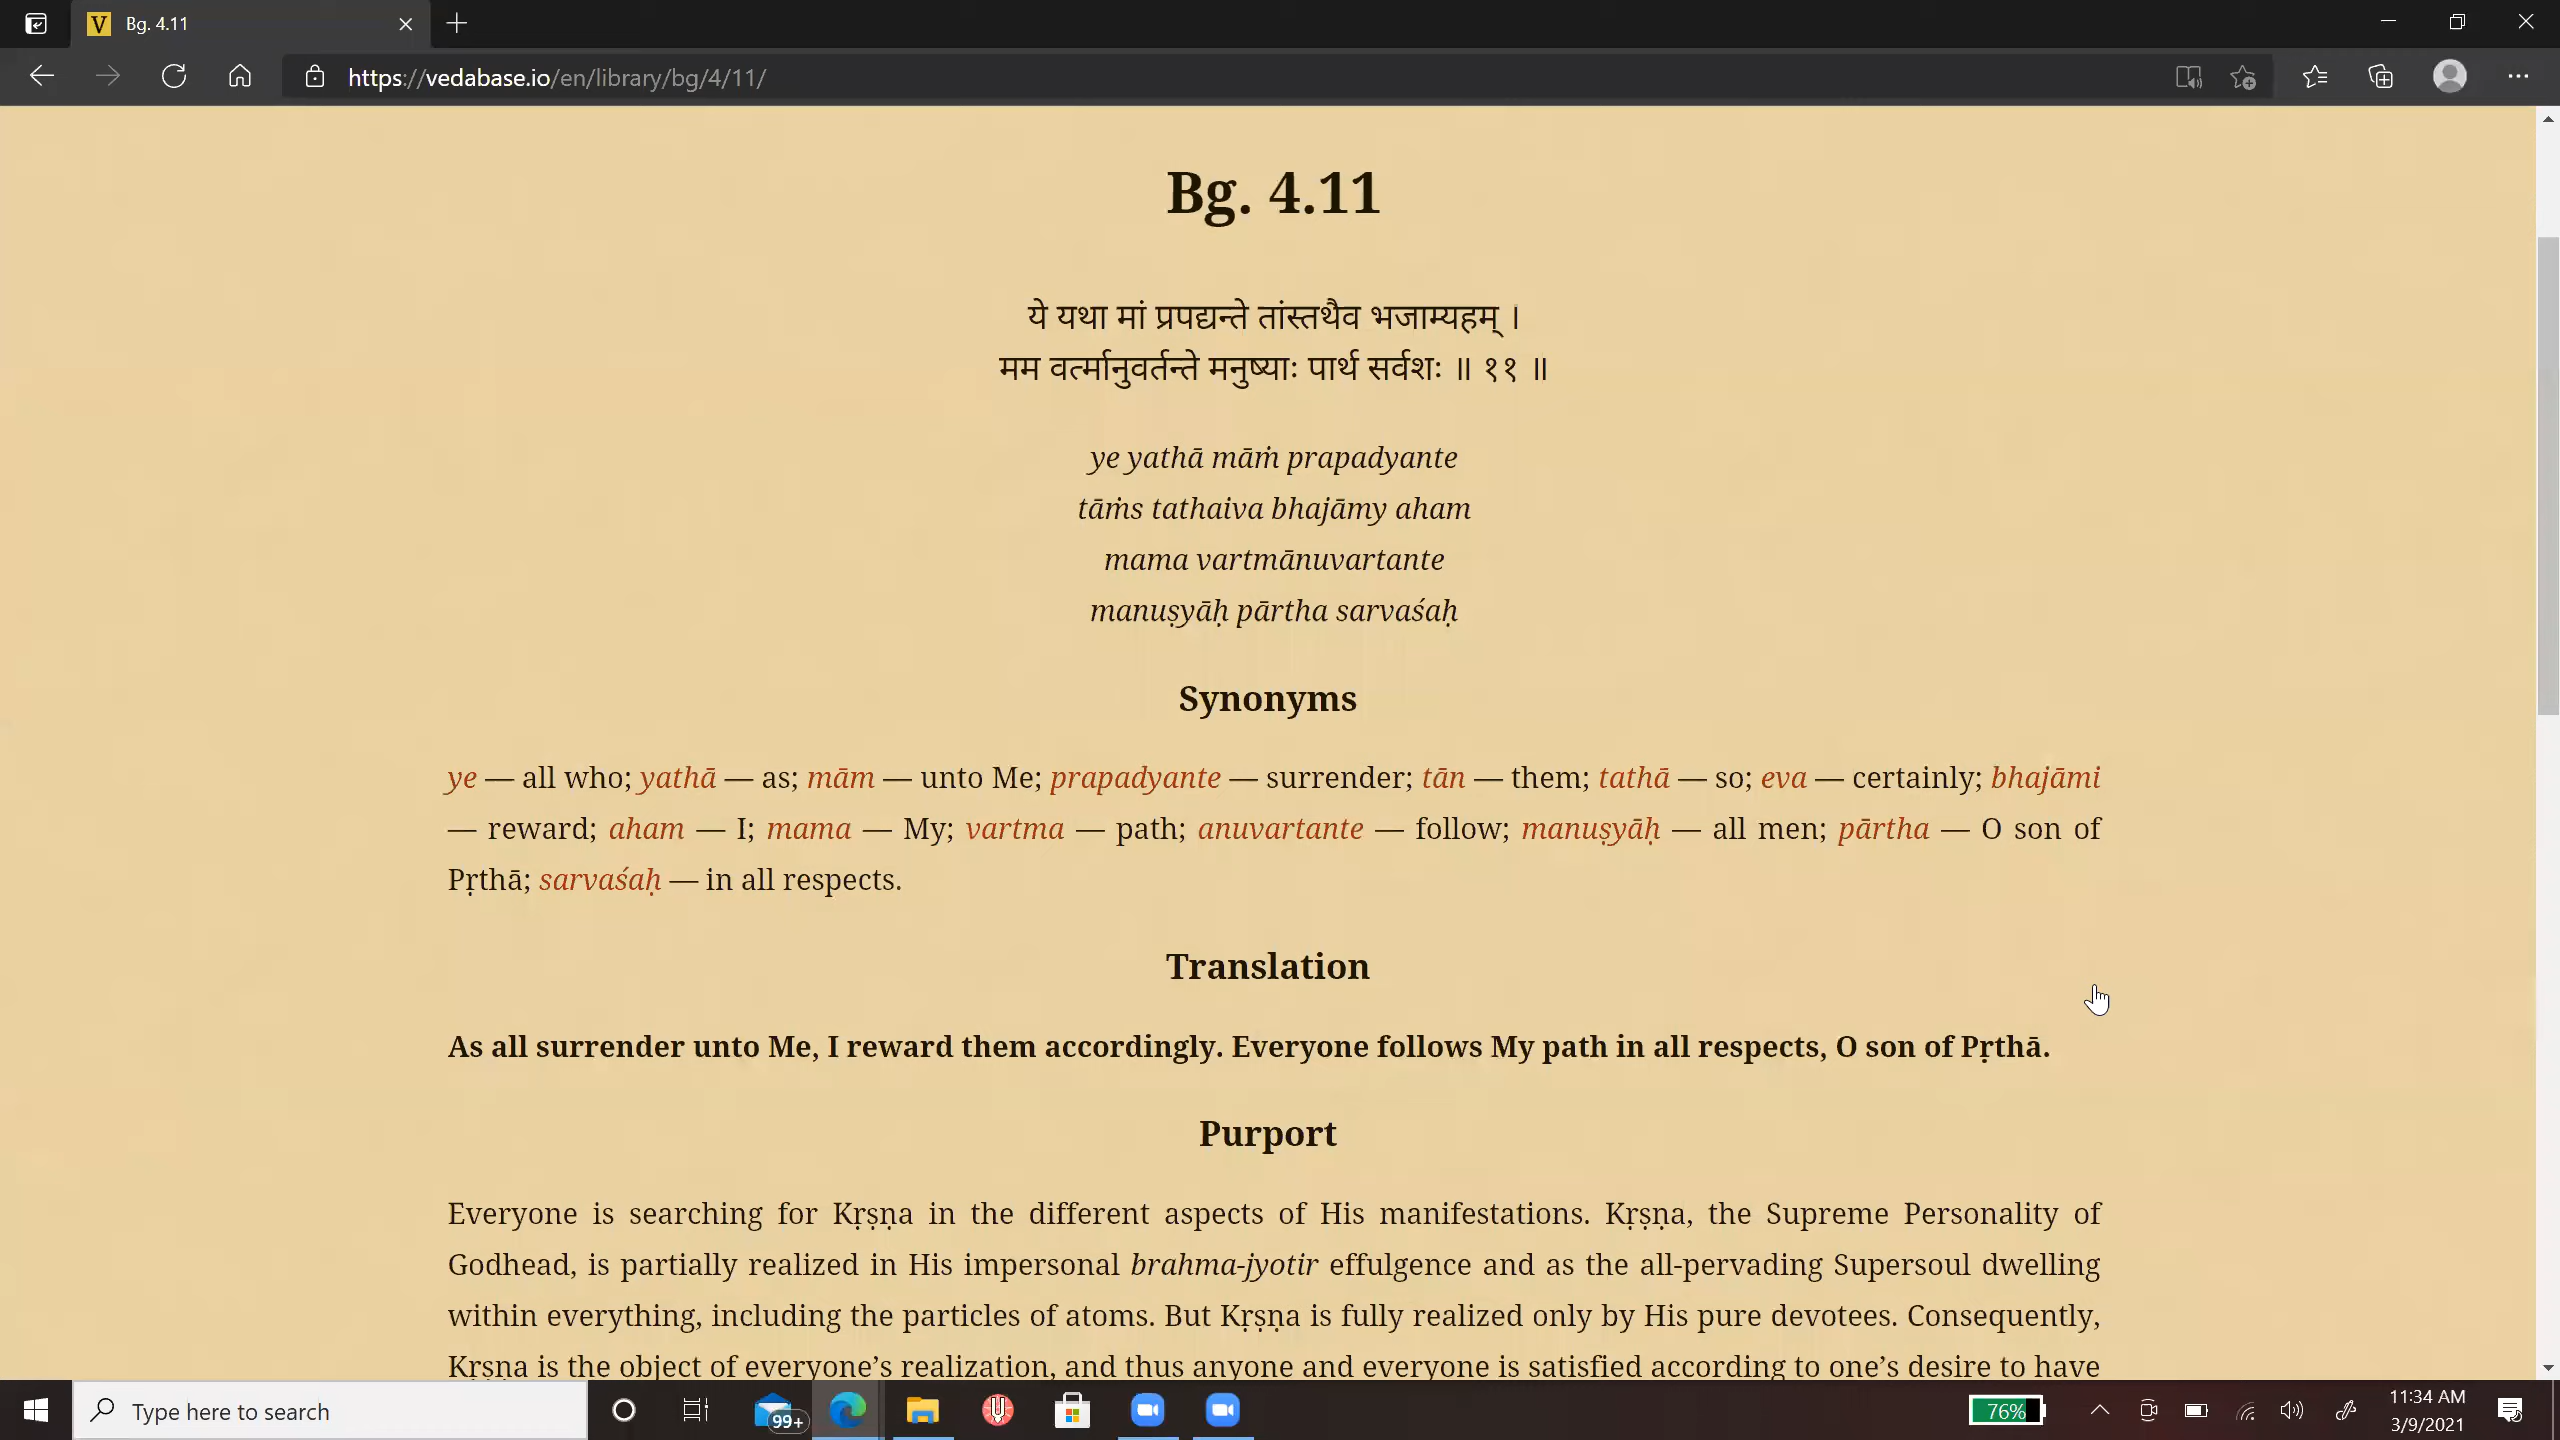 Bg. 4.11
https://vedabase.io/en/library/bg/4/11/
Bg. 4.11
ये यथा मां प्रपद्यन्ते तांस्तथैव भजाम्यहम् ।
मम वर्त्मानुवर्तन्ते मनुष्याः पार्थ सर्वशः ॥ ११ ॥
ye yathā māṁ prapadyante
tāṁs tathaiva bhajāmy aham
mama vartmānuvartante
manuṣyāḥ pārtha sarvaśaḥ
Synonyms
ye — all who; yathā — as; mām — unto Me; prapadyante — surrender; tān — them; tathā — so; eva — certainly; bhajāmi
— reward; aham — I; mama — My; vartma — path; anuvartante — follow; manuṣyāḥ — all men; pārtha — O son of
Pṛthā; sarvaśaḥ — in all respects.
Translation
As all surrender unto Me, I reward them accordingly. Everyone follows My path in all respects, O son of Pṛthā.
Purport
Everyone is searching for Kṛṣṇa in the different aspects of His manifestations. Kṛṣṇa, the Supreme Personality of
Godhead, is partially realized in His impersonal brahma-jyotir effulgence and as the all-pervading Supersoul dwelling
within everything, including the particles of atoms. But Kṛṣṇa is fully realized only by His pure devotees. Consequently,
Kṛṣṇa is the object of everyone’s realization, and thus anyone and everyone is satisfied according to one’s desire to have
Type here to search
99+
76%
11:34 AM
3/9/2021